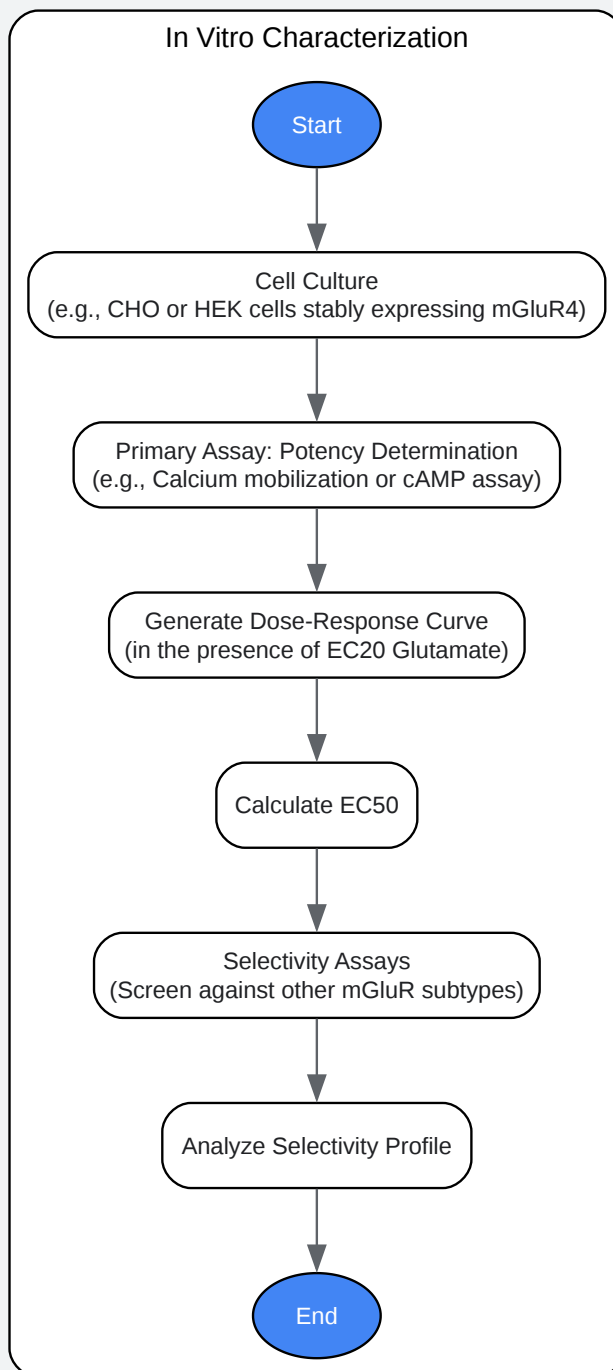 In Vitro Characterization
Start
Cell Culture
(e.g., CHO or HEK cells stably expressing mGluR4)
Primary Assay: Potency Determination
(e.g., Calcium mobilization or cAMP assay)
Generate Dose-Response Curve
(in the presence of EC20 Glutamate)
Calculate EC50
Selectivity Assays
(Screen against other mGluR subtypes)
Analyze Selectivity Profile
End